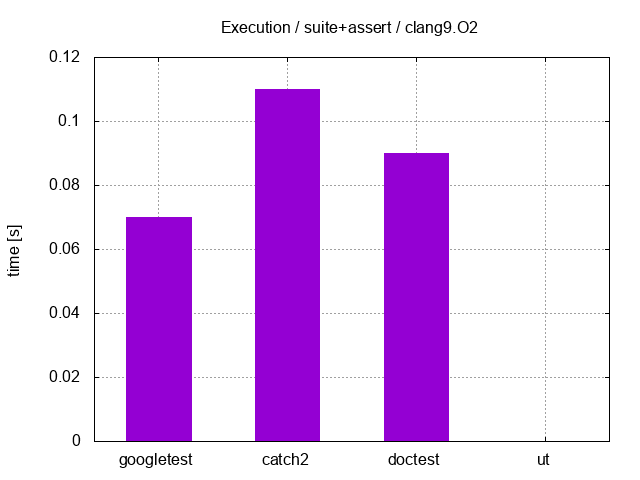 Execution / suite+assert / clang9.O2
0.12
0.1
0.08
0.06
0.04
0.02
0
time [s]
googletest catch2 doctest ut